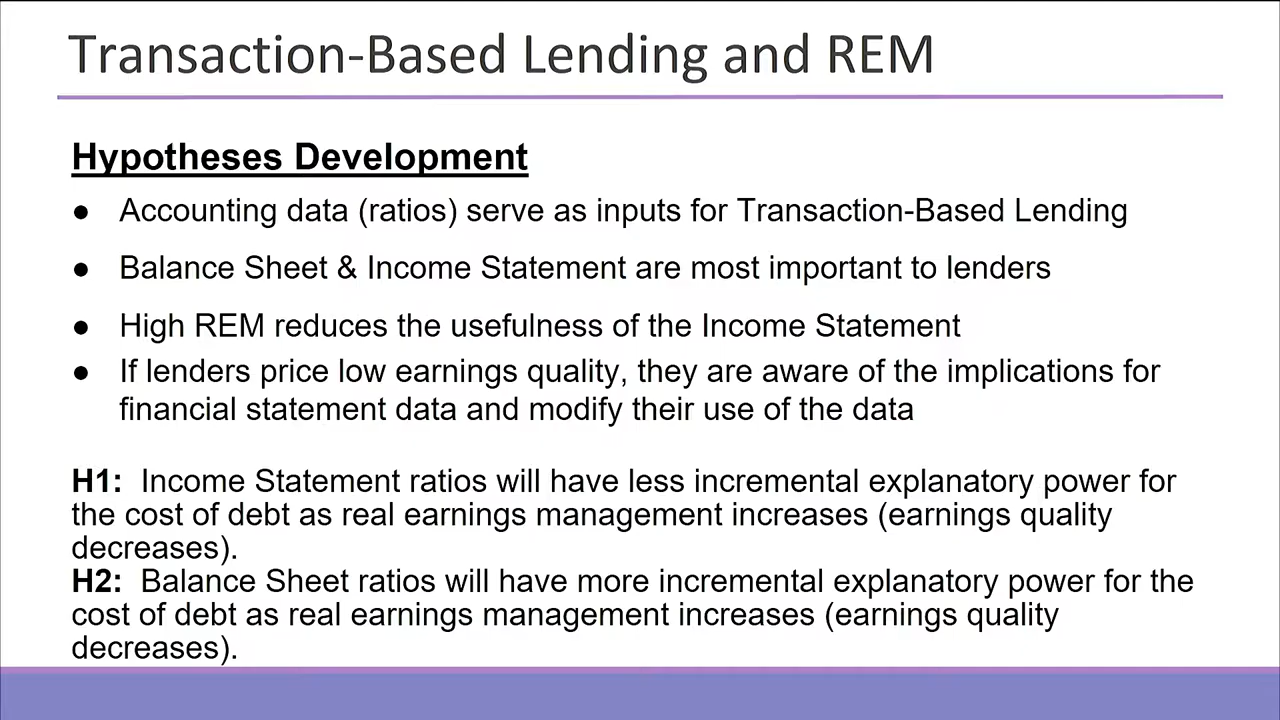 Transaction-Based Lending and REM
Hypotheses Development
● Accounting data (ratios) serve as inputs for Transaction-Based Lending
● Balance Sheet & Income Statement are most important to lenders
● High REM reduces the usefulness of the Income Statement
● If lenders price low earnings quality, they are aware of the implications for
financial statement data and modify their use of the data
H1: Income Statement ratios will have less incremental explanatory power for
the cost of debt as real earnings management increases (earnings quality
decreases).
H2: Balance Sheet ratios will have more incremental explanatory power for the
cost of debt as real earnings management increases (earnings quality
decreases).